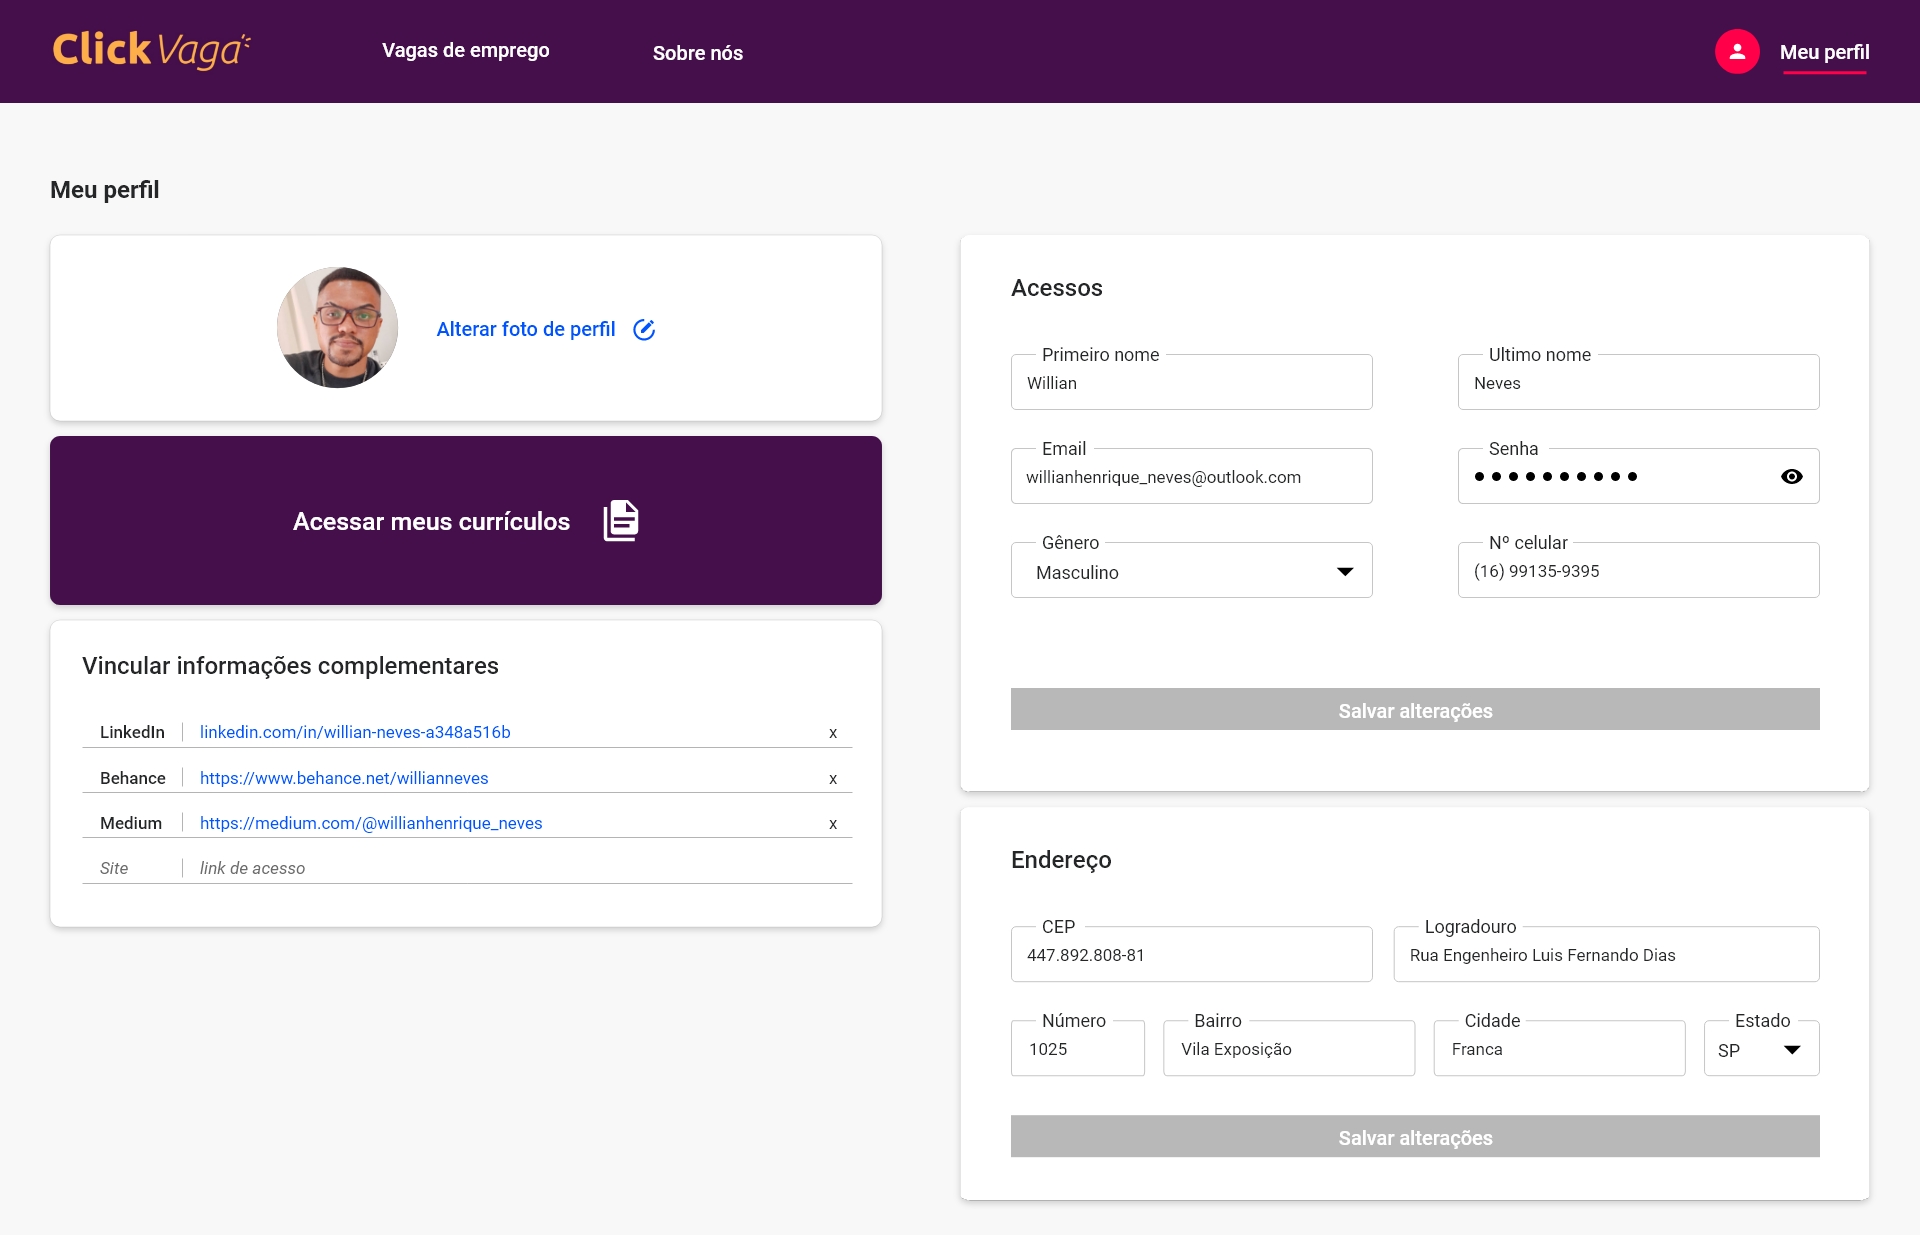 ClickVaga
Vagas de emprego
Sobre nós
Meu perfil
Meu perfil
Alterar foto de perfil
Acessar meus currículos
Vincular informações complementares
LinkedIn linkedin.com/in/willian-neves-a348a516b x
Behance https://www.behance.net/willianneves x
Medium https://medium.com/@willianhenrique_neves x
Site link de acesso
Acessos
Primeiro nome
Willian
Ultimo nome
Neves
Email
willianhenrique_neves@outlook.com
Senha
Gênero
Masculino
Nº celular
(16) 99135-9395
Salvar alterações
Endereço
CEP
447.892.808-81
Logradouro
Rua Engenheiro Luis Fernando Dias
Número
1025
Bairro
Vila Exposição
Cidade
Franca
Estado
SP
Salvar alterações